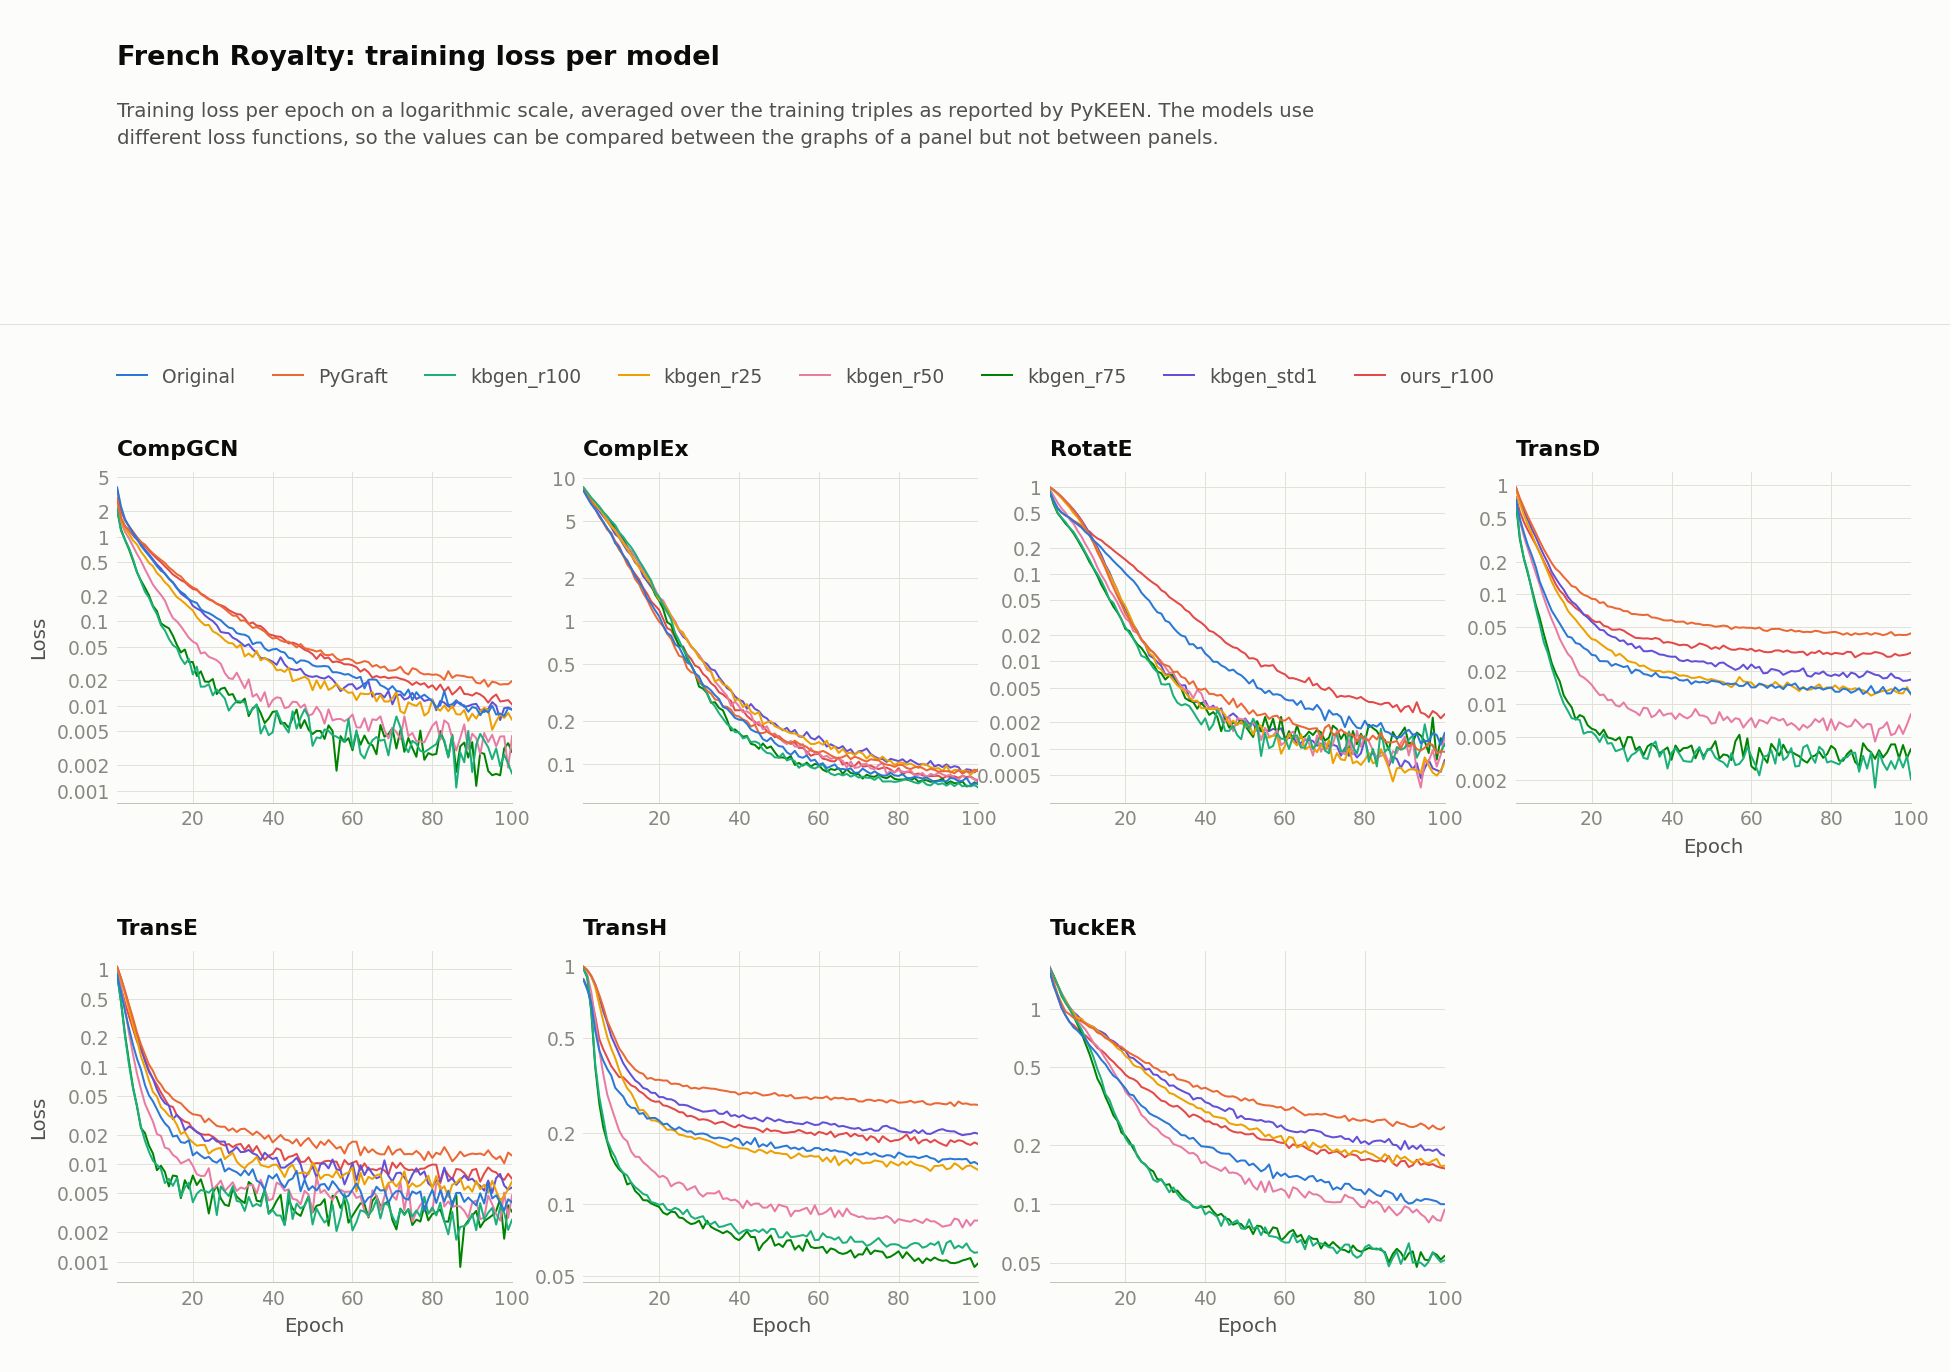 French Royalty: training loss per model
Training loss per epoch on a logarithmic scale, averaged over the training triples as reported by PyKEEN. The models use
different loss functions, so the values can be compared between the graphs of a panel but not between panels.
Original PyGraft kbgen_r100 kbgen_r25 kbgen_r50 kbgen_r75 kbgen_std1 ours_r100
CompGCN
5
2
1
0.5
0.2
0.1
0.05
0.02
0.01
0.005
0.002
0.001
Loss
20 40 60 80 100
ComplEx
10
5
2
1
0.5
0.2
0.1
20 40 60 80 100
RotatE
1
0.5
0.2
0.1
0.05
0.02
0.01
0.005
0.002
0.001
0.0005
20 40 60 80 100
TransD
1
0.5
0.2
0.1
0.05
0.02
0.01
0.005
0.002
20 40 60 80 100
Epoch
TransE
1
0.5
0.2
0.1
0.05
0.02
0.01
0.005
0.002
0.001
Loss
20 40 60 80 100
Epoch
TransH
1
0.5
0.2
0.1
0.05
20 40 60 80 100
Epoch
TuckER
1
0.5
0.2
0.1
0.05
20 40 60 80 100
Epoch